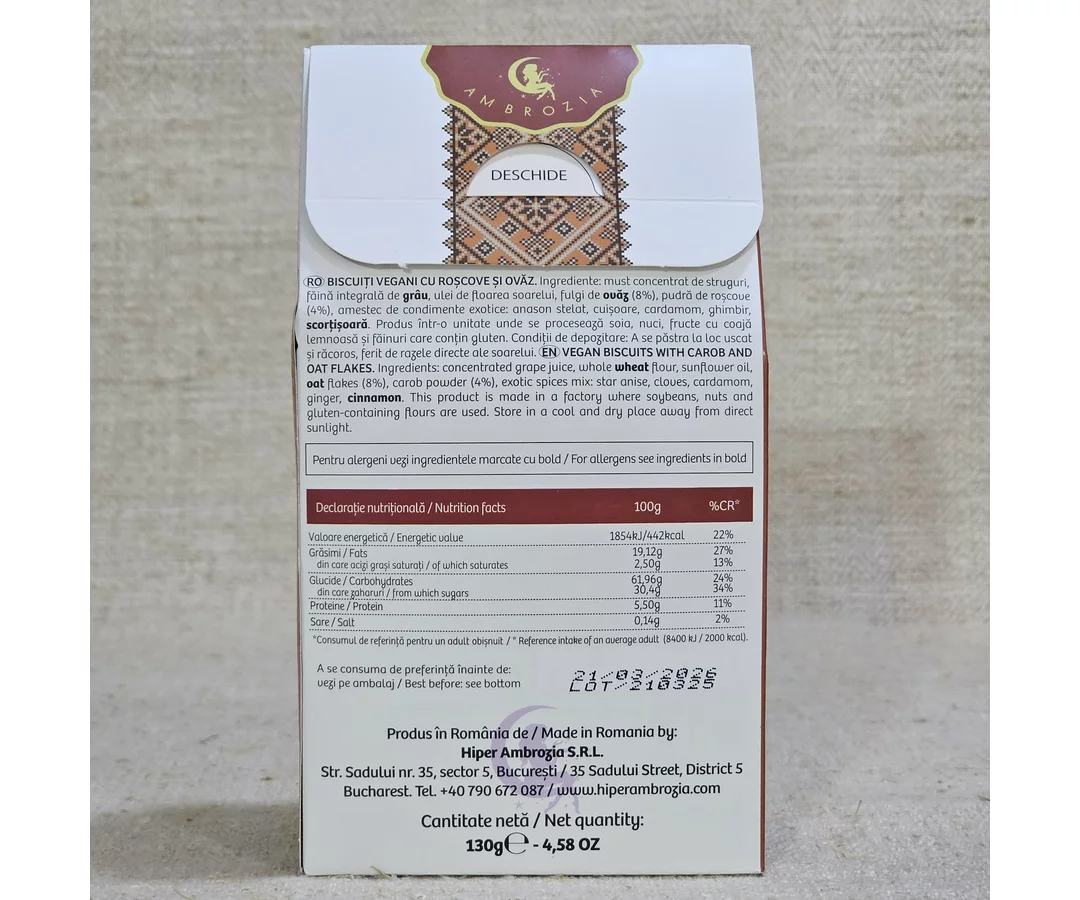 AMBROZIA
DESCHIDE
RO BISCUIȚI VEGANI CU ROȘCOVE ȘI OVĂZ. Ingrediente: must concentrat de struguri,
făină integrală de grâu, ulei de floarea soarelui, fulgi de ovăz (8%), pudră de roșcove
(4%), amestec de condimente exotice: anason stelat, cuișoare, cardamom, ghimbir,
scorțișoară. Produs într-o unitate unde se procesează soia, nuci, fructe cu coajă
lemnoasă și făinuri care conțin gluten. Condiții de depozitare: A se păstra la loc uscat
și răcoros, ferit de razele directe ale soarelui. EN VEGAN BISCUITS WITH CAROB AND
OAT FLAKES. Ingredients: concentrated grape juice, whole wheat flour, sunflower oil,
oat flakes (8%), carob powder (4%), exotic spices mix: star anise, cloves, cardamom,
ginger, cinnamon. This product is made in a factory where soybeans, nuts and
gluten-containing flours are used. Store in a cool and dry place away from direct
sunlight.
Pentru alergeni vezi ingredientele marcate cu bold / For allergens see ingredients in bold
Declarație nutrițională / Nutrition facts 100g %CR*
Valoare energetică / Energetic value 1854kJ/442kcal 22%
Grăsimi / Fats 19,12g 27%
din care acizi grași saturați / of which saturates 2,50g 13%
Glucide / Carbohydrates 61,96g 24%
din care zaharuri / from which sugars 30,4g 34%
Proteine / Protein 5,50g 11%
Sare / Salt 0,14g 2%
*Consumul de referință pentru un adult obișnuit / * Reference intake of an average adult (8400 kJ / 2000 kcal).
A se consuma de preferință înainte de:
vezi pe ambalaj / Best before: see bottom
21/03/2026
LOT/210325
Produs în România de / Made in Romania by:
Hiper Ambrozia S.R.L.
Str. Sadului nr. 35, sector 5, București / 35 Sadului Street, District 5
Bucharest. Tel. +40 790 672 087 / www.hiperambrozia.com
Cantitate netă / Net quantity:
130g℮ - 4,58 OZ